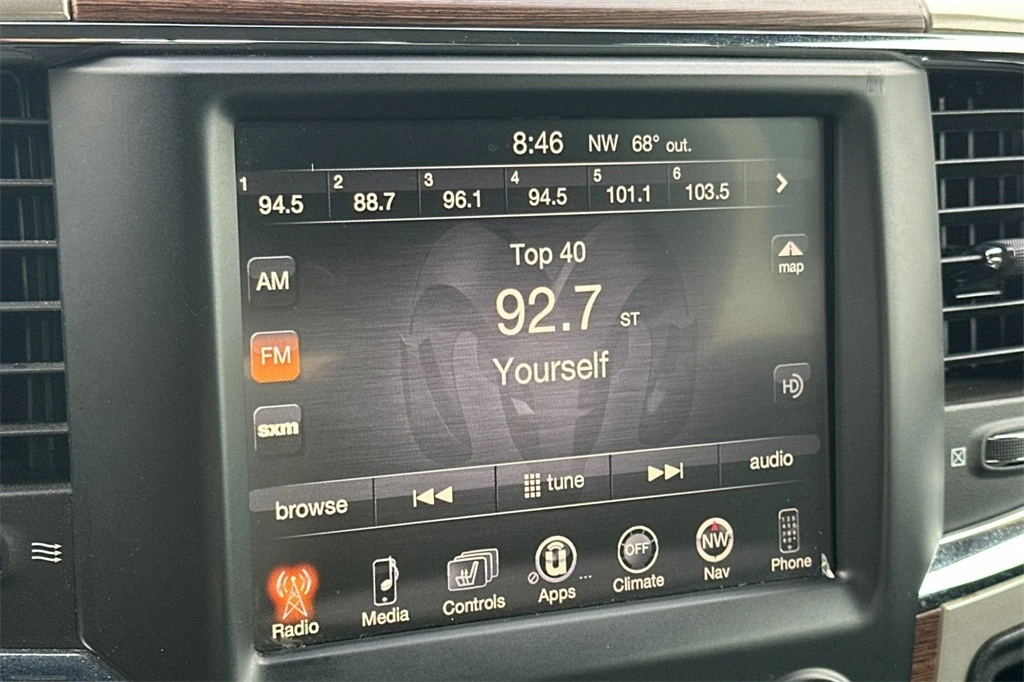 8:46 NW 68° out.
1 94.5 2 88.7 3 96.1 4 94.5 5 101.1 6 103.5
Top 40
AM
map
92.7 ST
FM
Yourself
HD
sxm
browse tune audio
OFF NW
Radio Media Controls Apps ... Climate Nav Phone